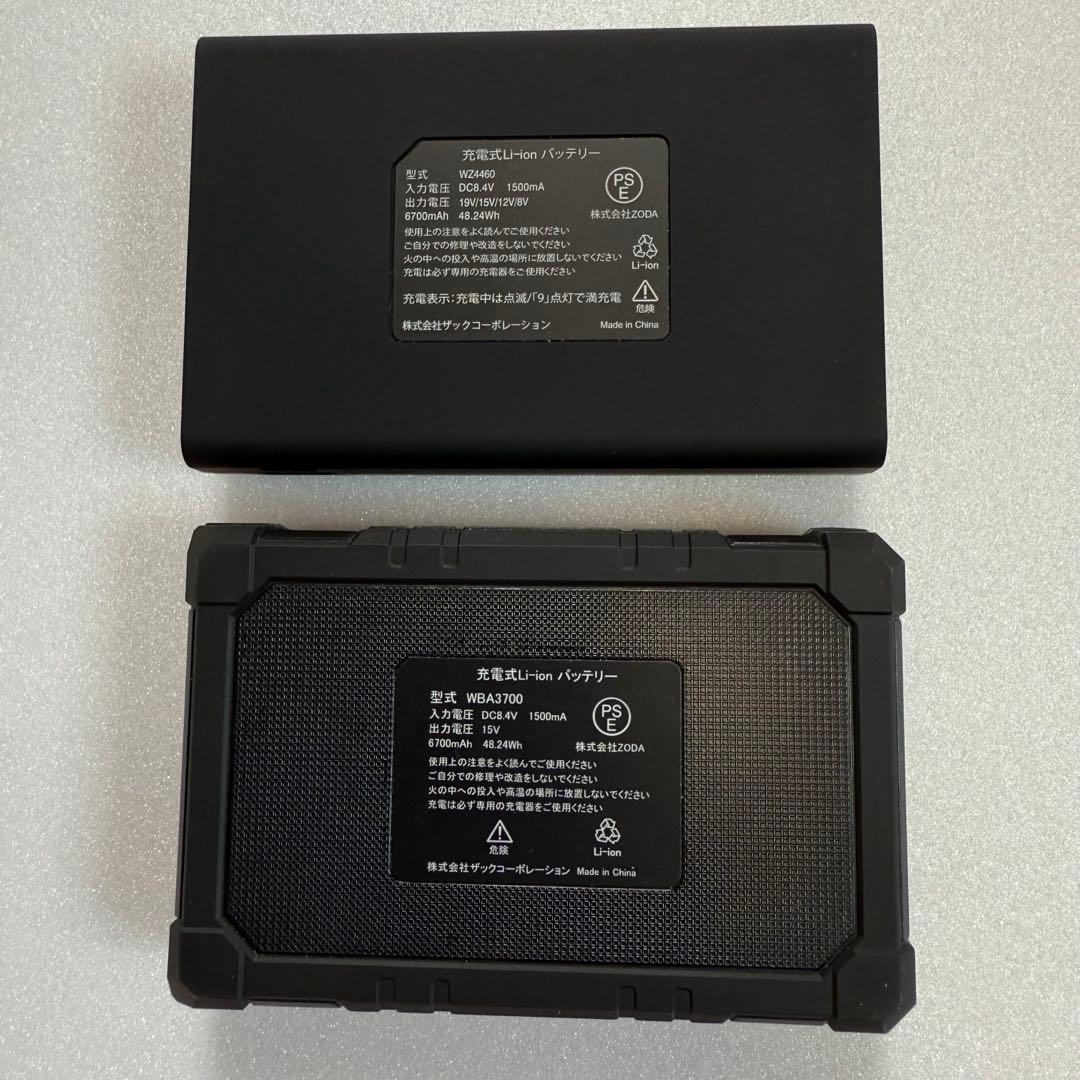 充電式Li-ion バッテリー
型式 WZ4460
入力電圧 DC8.4V 1500mA
出力電圧 19V/15V/12V/8V
6700mAh 48.24Wh
PSE
株式会社ZODA
使用上の注意をよく読んでご使用ください
ご自分での修理や改造をしないでください
火の中への投入や高温の場所に放置しないでください
充電は必ず専用の充電器をご使用ください
Li-ion
充電表示:充電中は点滅/「9」点灯で満充電
危険
株式会社ザックコーポレーション Made in China
充電式Li-ion バッテリー
型式 WBA3700
入力電圧 DC8.4V 1500mA
出力電圧 15V
6700mAh 48.24Wh
PSE
株式会社ZODA
使用上の注意をよく読んでご使用ください
ご自分での修理や改造をしないでください
火の中への投入や高温の場所に放置しないでください
充電は必ず専用の充電器をご使用ください
危険 Li-ion
株式会社ザックコーポレーション Made in China